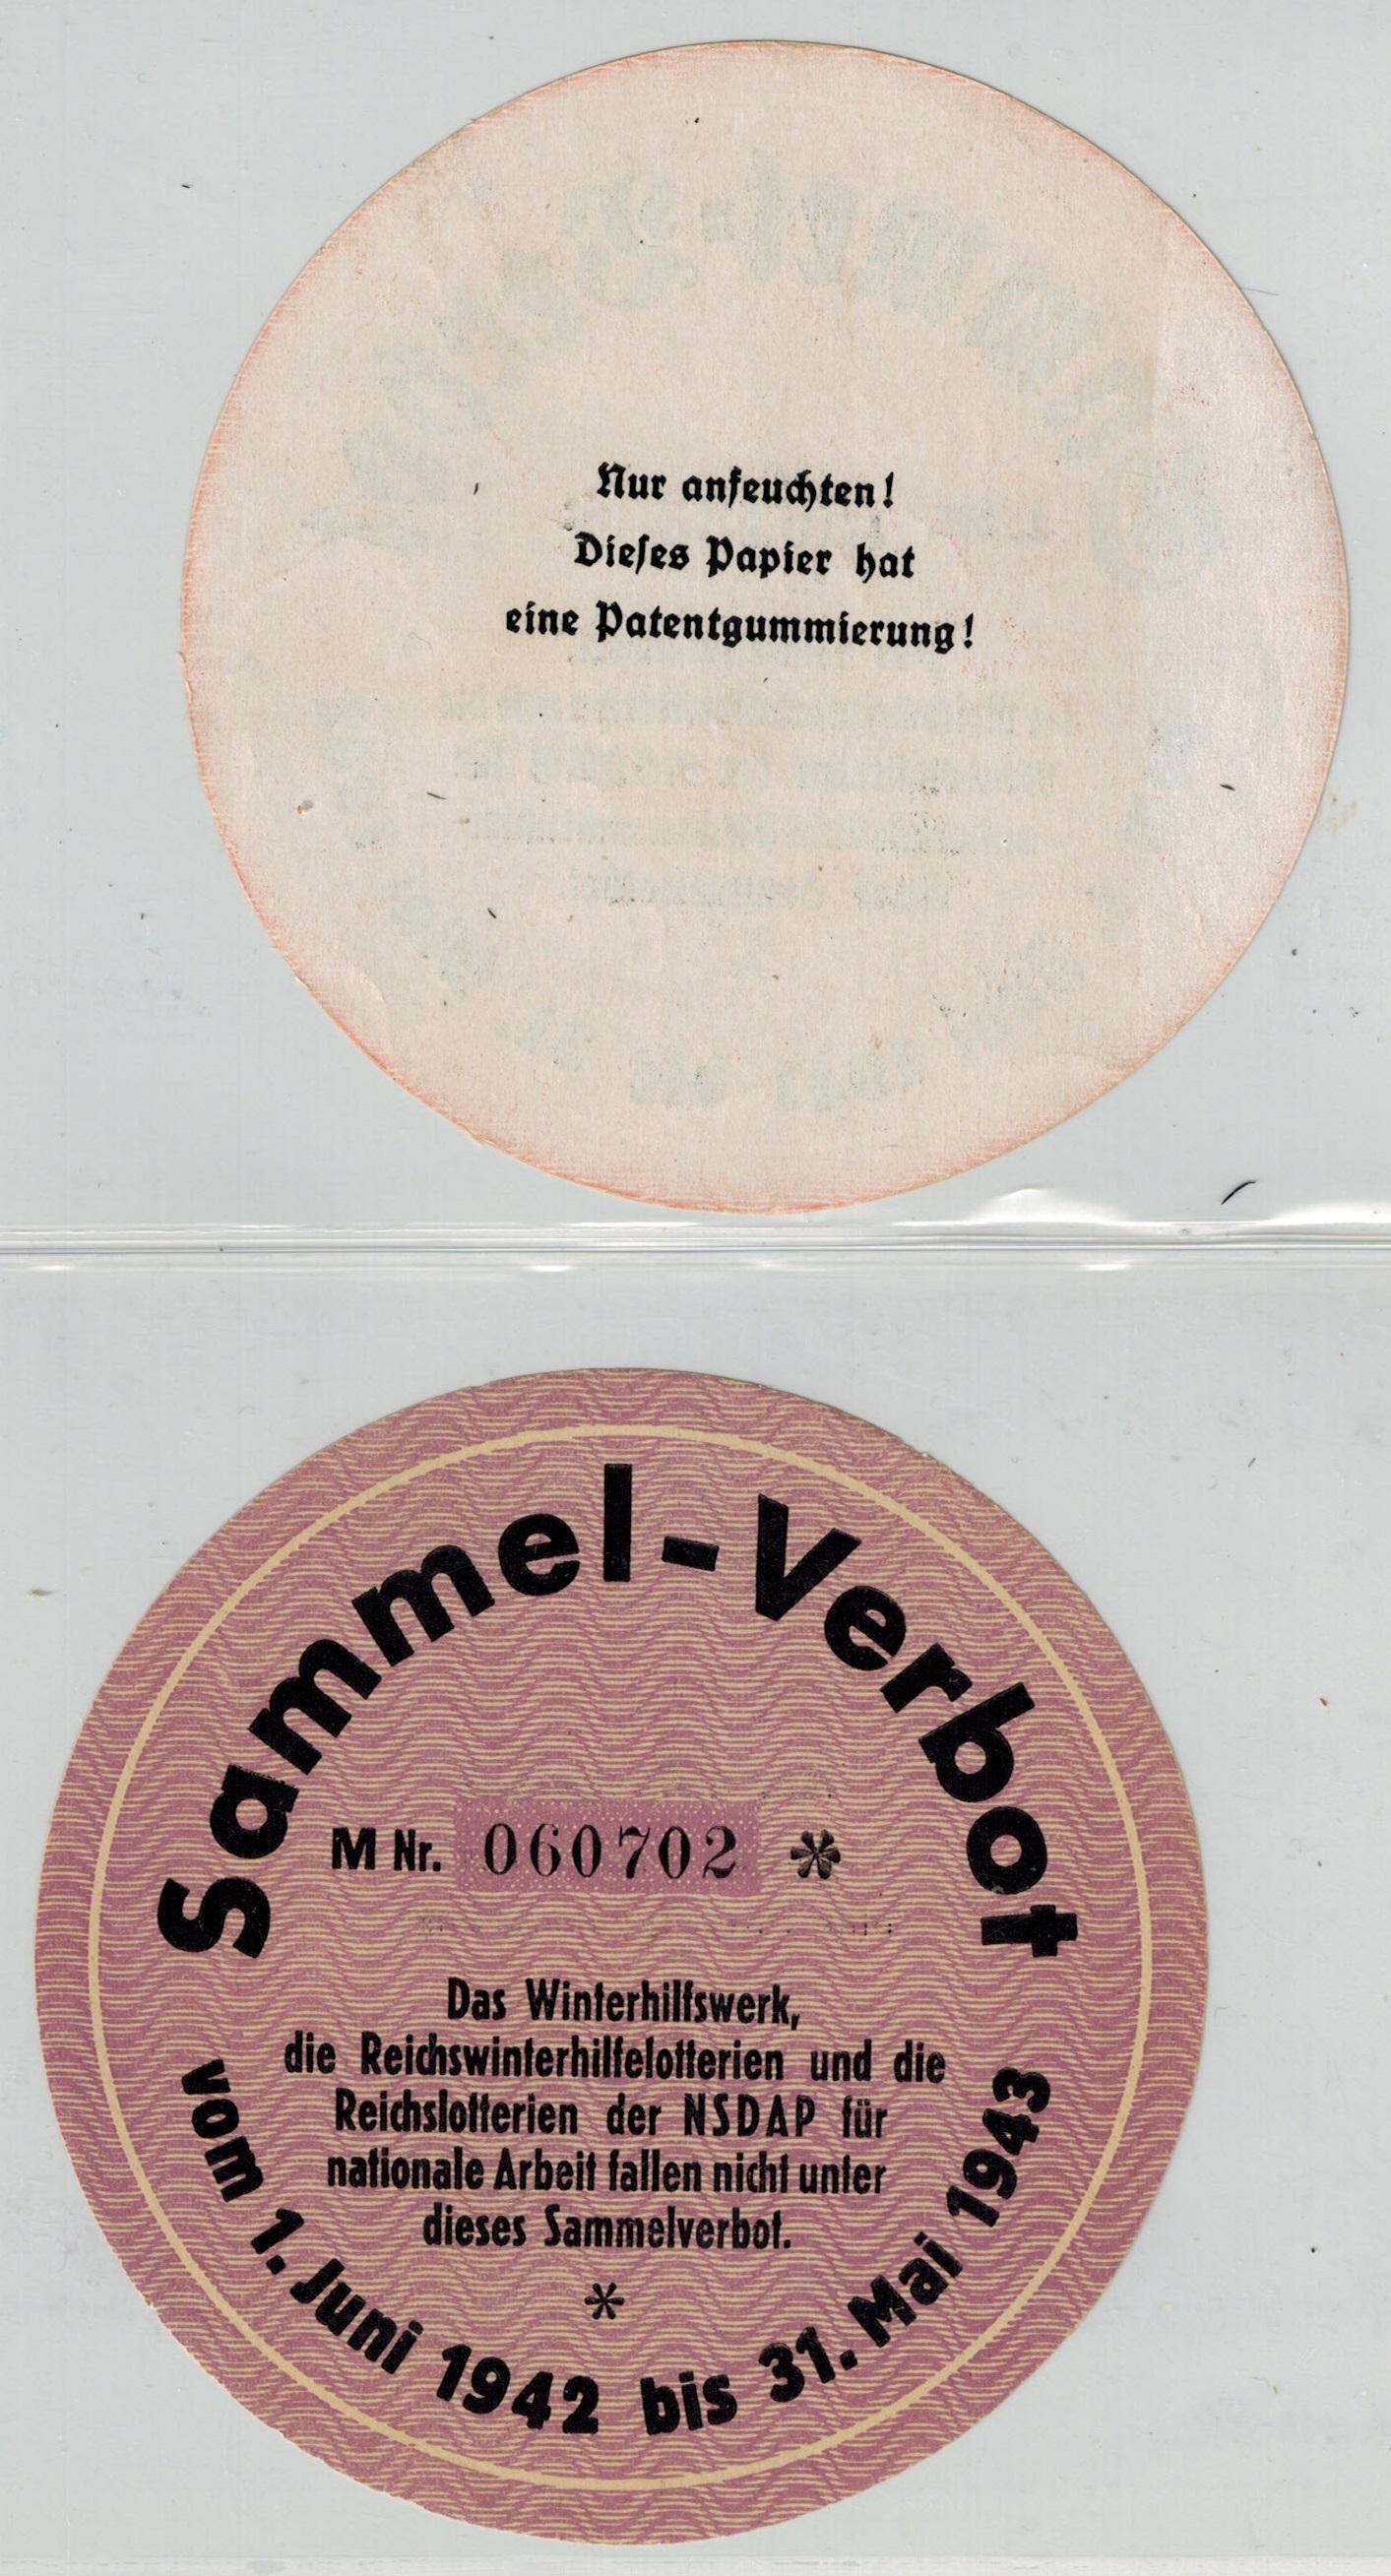 Nur anfeuchten!
Dieses Papier hat
eine Patentgummierung!
Sammel-Verbot
M Nr. 060702 *
Das Winterhilfswerk,
die Reichswinterhilfelotterien und die
Reichslotterien der NSDAP für
nationale Arbeit fallen nicht unter
dieses Sammelverbot.
*
vom 1. Juni 1942 bis 31. Mai 1943